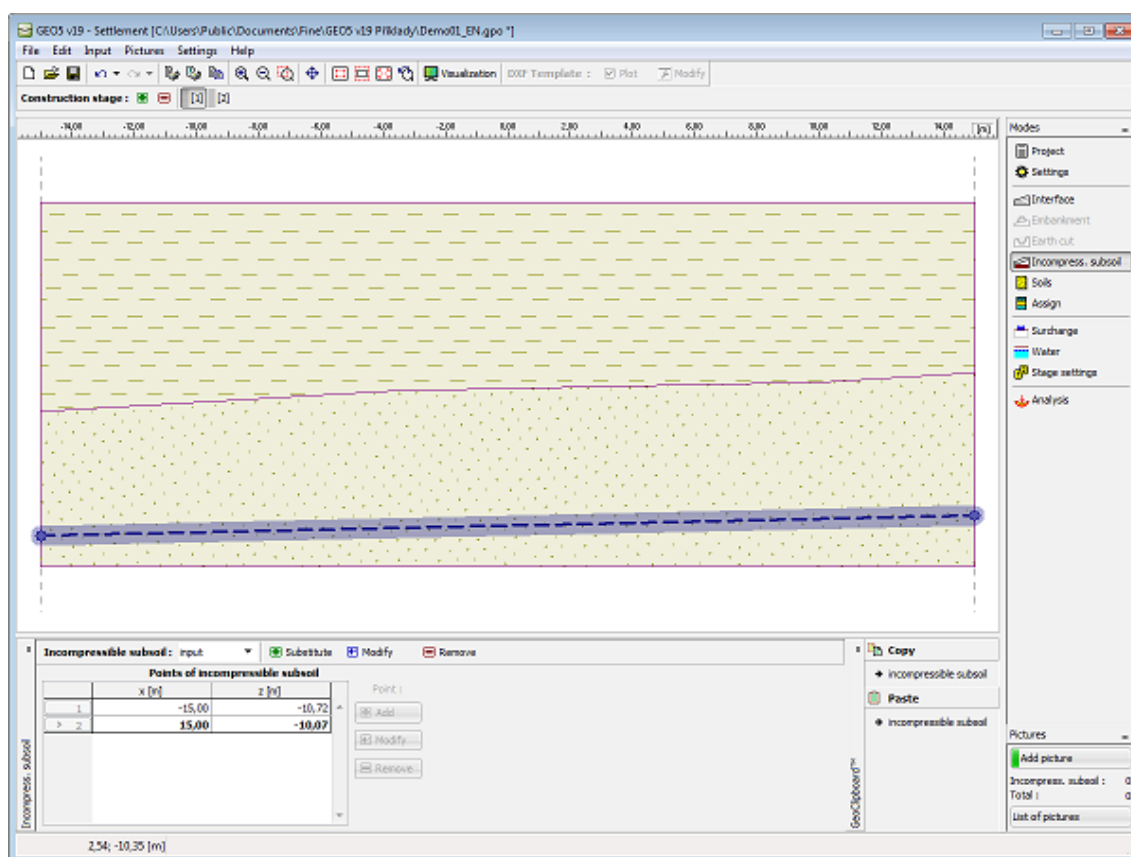 GEO5 v19 - Settlement [C:\Users\Public\Documents\Fine\GEO5 v19 Příklady\Demo01_EN.gpo *]
File Edit Input Pictures Settings Help
Visualization DXF Template : Plot Modify
Construction stage : [1] [2]
-14,00 -12,00 -10,00 -8,00 -6,00 -4,00 -2,00 0,00 2,00 4,00 6,00 8,00 10,00 12,00 14,00 [m]
Modes
Project
Settings
Interface
Embankment
Earth cut
Incompress. subsoil
Soils
Assign
Surcharge
Water
Stage settings
Analysis
Incompressible subsoil : input Substitute Modify Remove
Points of incompressible subsoil
x [m] z [m]
1 -15,00 -10,72
> 2 15,00 -10,07
Point :
Add
Modify
Remove
Incompress. subsoil
GeoClipboard™
Copy
incompressible subsoil
Paste
incompressible subsoil
Pictures
Add picture
Incompress. subsoil : 0
Total : 0
List of pictures
2,54; -10,35 [m]